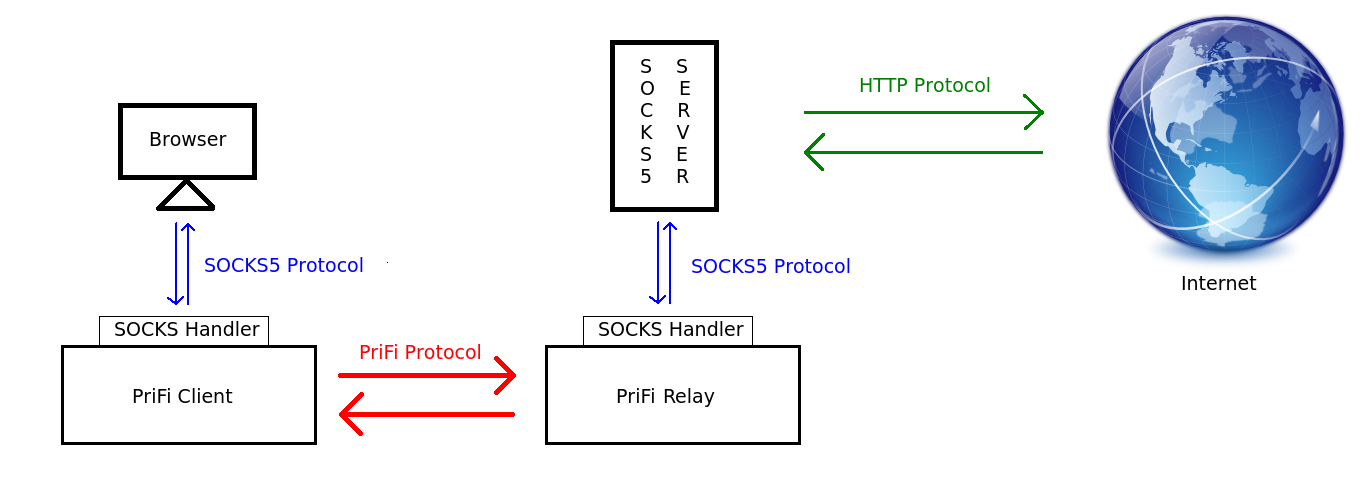 Browser
SOCKS5 Protocol
SOCKS Handler
PriFi Client
PriFi Protocol
SOCKS5 SERVER
SOCKS5 Protocol
SOCKS Handler
PriFi Relay
HTTP Protocol
Internet